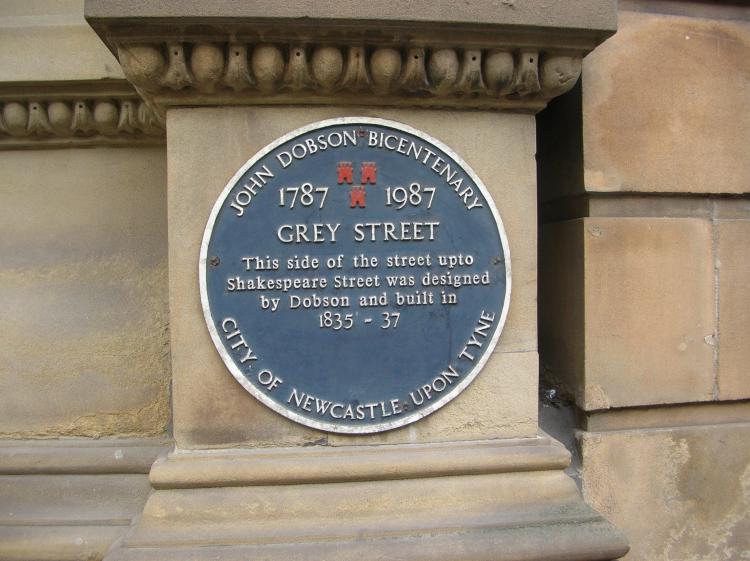 JOHN DOBSON BICENTENARY
1787 1987
GREY STREET
This side of the street upto
Shakespeare Street was designed
by Dobson and built in
1835 - 37
CITY OF NEWCASTLE UPON TYNE